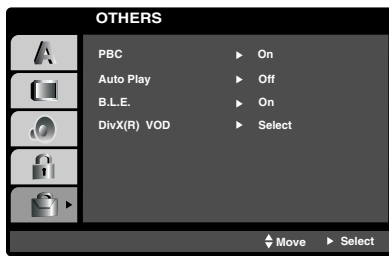 OTHERS
PBC ► On
Auto Play ► Off
B.L.E. ► On
DivX(R) VOD ► Select
Move ► Select